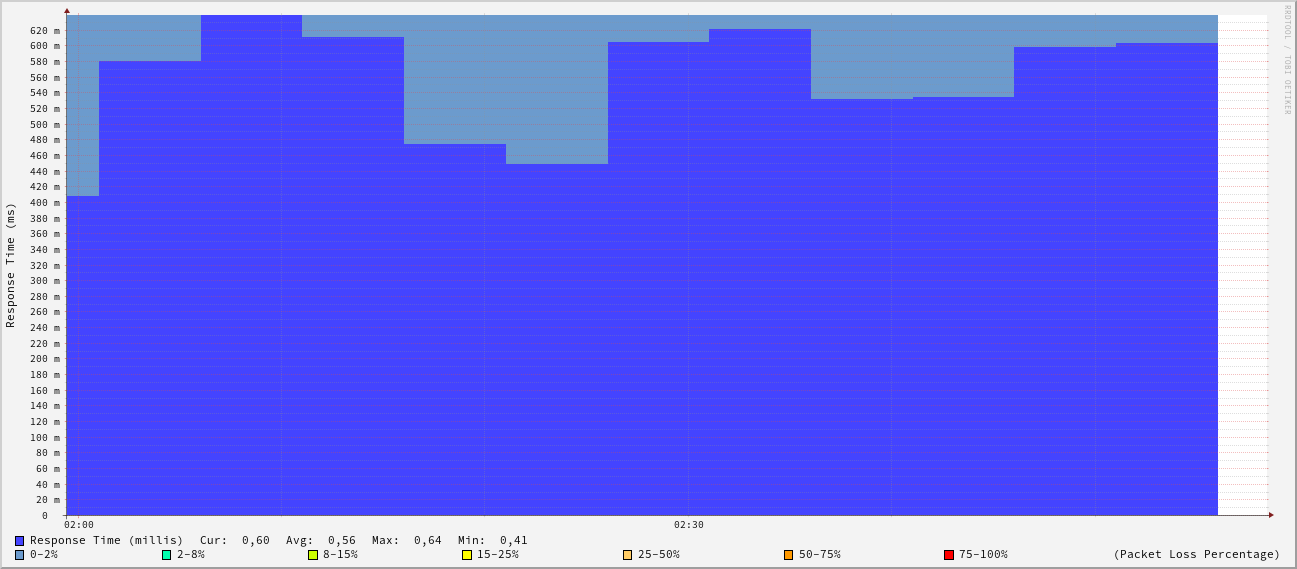 RRDTOOL / TOBI OETIKER
Response Time (ms)
620 m
600 m
580 m
560 m
540 m
520 m
500 m
480 m
460 m
440 m
420 m
400 m
380 m
360 m
340 m
320 m
300 m
280 m
260 m
240 m
220 m
200 m
180 m
160 m
140 m
120 m
100 m
80 m
60 m
40 m
20 m
0
02:00 02:30
Response Time (millis) Cur: 0,60 Avg: 0,56 Max: 0,64 Min: 0,41
0-2% 2-8% 8-15% 15-25% 25-50% 50-75% 75-100% (Packet Loss Percentage)